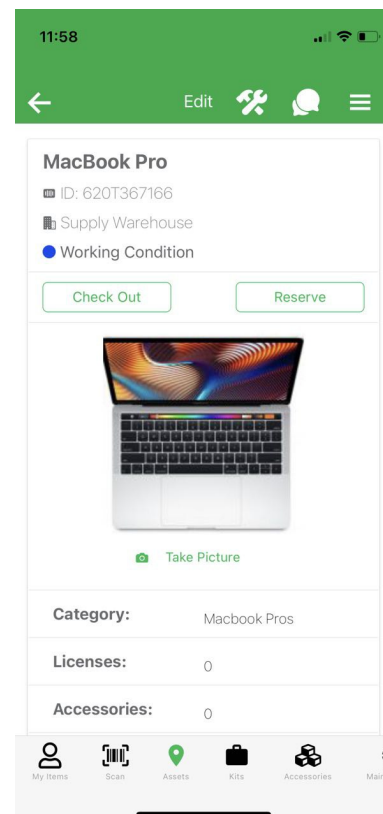 11:58
Edit
MacBook Pro
ID: 620T367166
Supply Warehouse
Working Condition
Check Out
Reserve
Take Picture
Category: Macbook Pros
Licenses: 0
Accessories: 0
My Items Scan Assets Kits Accessories Main